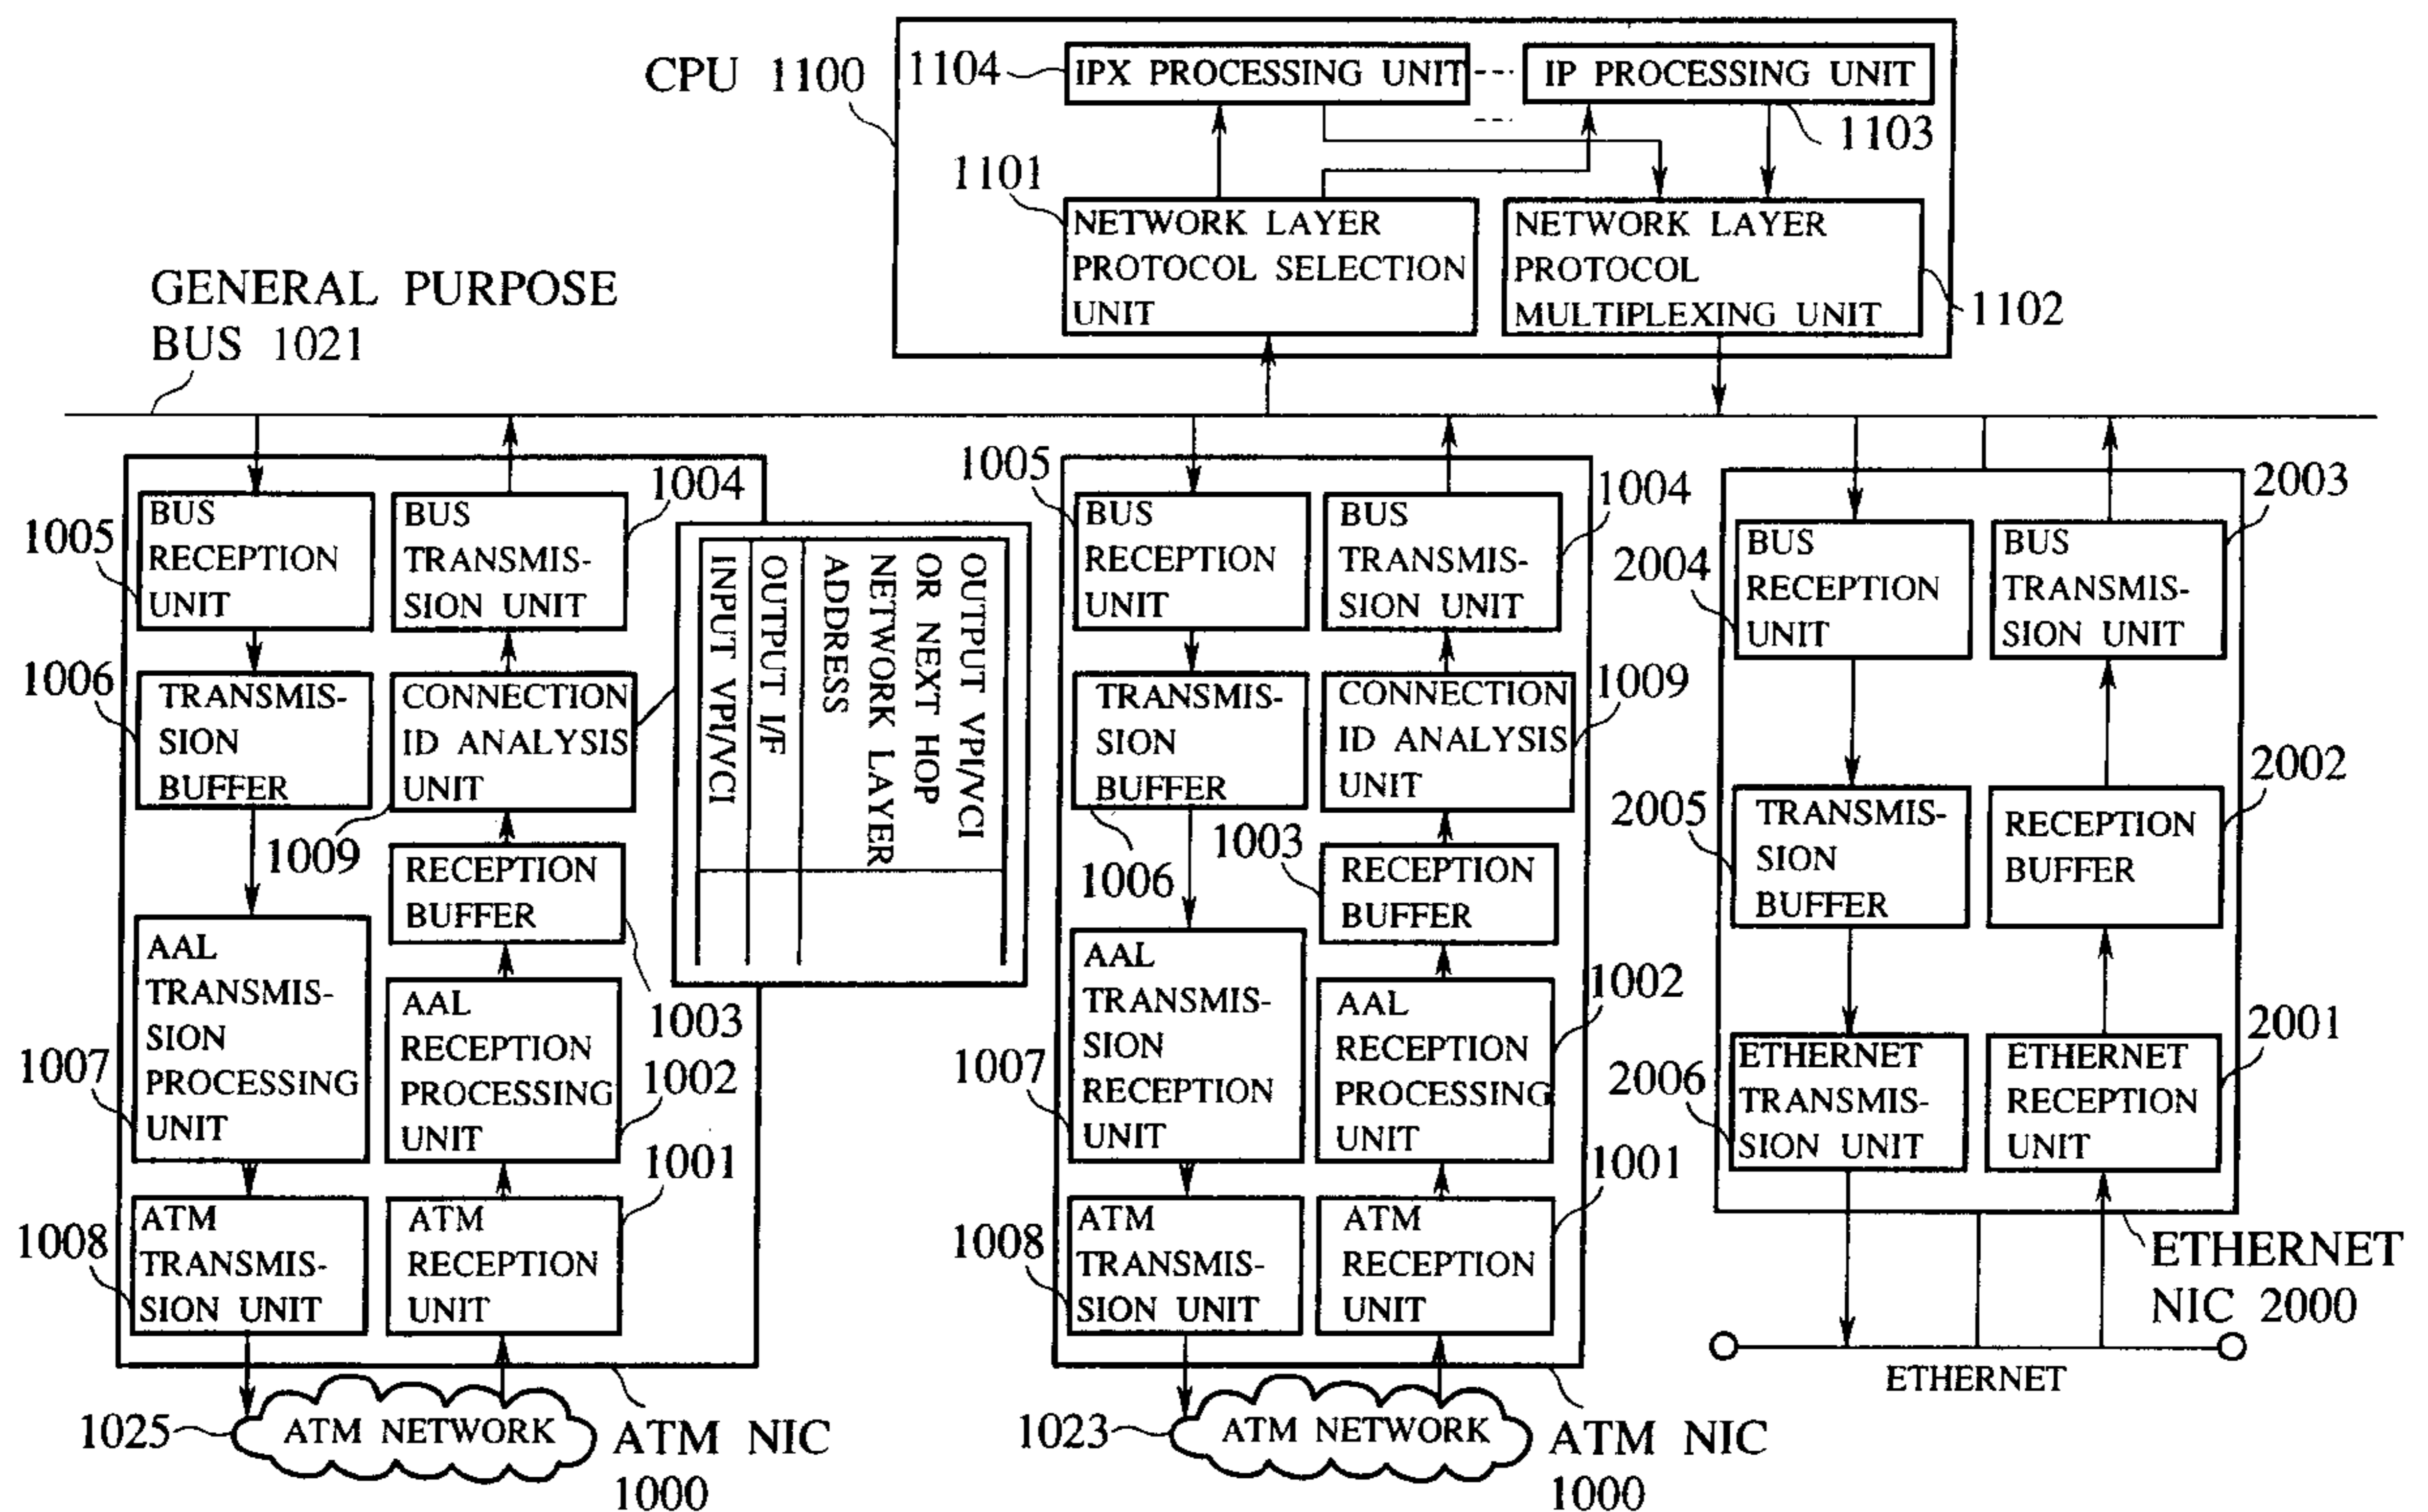 CPU 1100
1104
IPX PROCESSING UNIT
IP PROCESSING UNIT
1103
1101
NETWORK LAYER
PROTOCOL SELECTION
UNIT
NETWORK LAYER
PROTOCOL
MULTIPLEXING UNIT
1102
GENERAL PURPOSE
BUS 1021
1005
BUS
RECEPTION
UNIT
BUS
TRANSMIS-
SION UNIT
1004
1006
TRANSMIS-
SION
BUFFER
CONNECTION
ID ANALYSIS
UNIT
1009
RECEPTION
BUFFER
1003
1007
AAL
TRANSMIS-
SION
PROCESSING
UNIT
AAL
RECEPTION
PROCESSING
UNIT
1002
1008
ATM
TRANSMIS-
SION UNIT
ATM
RECEPTION
UNIT
1001
1025
ATM NETWORK
ATM NIC
1000
OUTPUT VPI/VCI
OR NEXT HOP
NETWORK LAYER
ADDRESS
OUTPUT I/F
INPUT VPI/VCI
1005
BUS
RECEPTION
UNIT
BUS
TRANSMIS-
SION UNIT
1004
TRANSMIS-
SION
BUFFER
1006
CONNECTION
ID ANALYSIS
UNIT
1009
1003
RECEPTION
BUFFER
1007
AAL
TRANSMIS-
SION
RECEPTION
UNIT
AAL
RECEPTION
PROCESSING
UNIT
1002
1008
ATM
TRANSMIS-
SION UNIT
ATM
RECEPTION
UNIT
1001
1023
ATM NETWORK
ATM NIC
1000
2004
BUS
RECEPTION
UNIT
BUS
TRANSMIS-
SION UNIT
2003
2005
TRANSMIS-
SION
BUFFER
RECEPTION
BUFFER
2002
2006
ETHERNET
TRANSMIS-
SION UNIT
ETHERNET
RECEPTION
UNIT
2001
ETHERNET
NIC 2000
ETHERNET